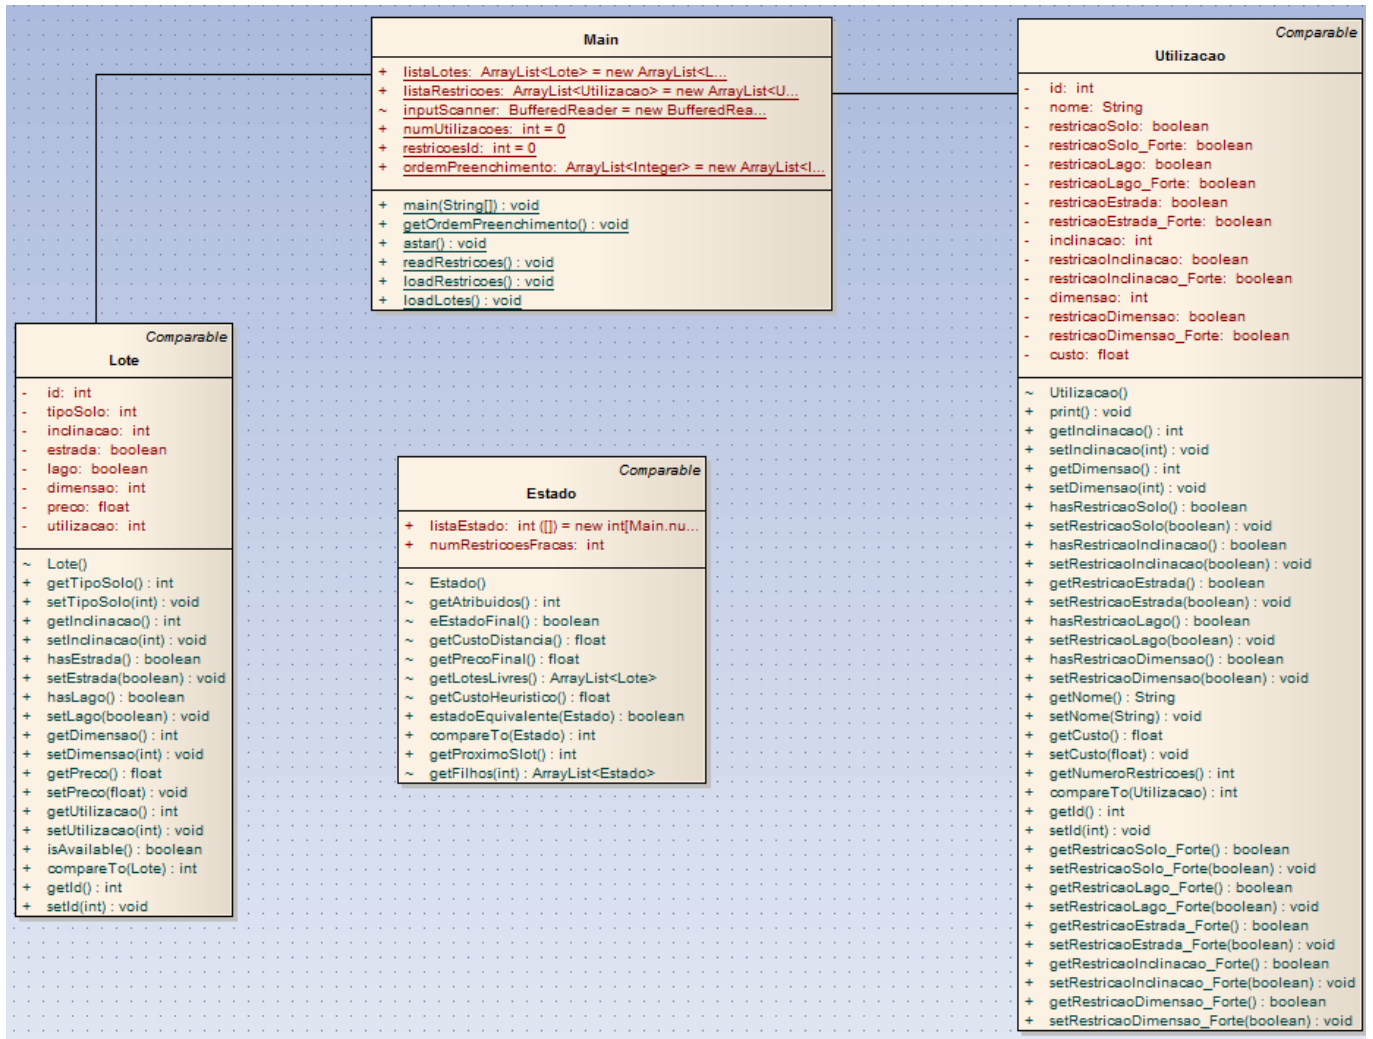 Main
+ listaLotes: ArrayList<Lote> = new ArrayList<L...
+ listaRestricoes: ArrayList<Utilizacao> = new ArrayList<U...
~ inputScanner: BufferedReader = new BufferedRea...
+ numUtilizacoes: int = 0
+ restricoesId: int = 0
+ ordemPreenchimento: ArrayList<Integer> = new ArrayList<I...
+ main(String[]) : void
+ getOrdemPreenchimento() : void
+ astar() : void
+ readRestricoes() : void
+ loadRestricoes() : void
+ loadLotes() : void
Comparable
Lote
- id: int
- tipoSolo: int
- inclinacao: int
- estrada: boolean
- lago: boolean
- dimensao: int
- preco: float
- utilizacao: int
~ Lote()
+ getTipoSolo() : int
+ setTipoSolo(int) : void
+ getInclinacao() : int
+ setInclinacao(int) : void
+ hasEstrada() : boolean
+ setEstrada(boolean) : void
+ hasLago() : boolean
+ setLago(boolean) : void
+ getDimensao() : int
+ setDimensao(int) : void
+ getPreco() : float
+ setPreco(float) : void
+ getUtilizacao() : int
+ setUtilizacao(int) : void
+ isAvailable() : boolean
+ compareTo(Lote) : int
+ getId() : int
+ setId(int) : void
Comparable
Estado
+ listaEstado: int ([]) = new int[Main.nu...
+ numRestricoesFracas: int
~ Estado()
~ getAtribuidos() : int
~ eEstadoFinal() : boolean
~ getCustoDistancia() : float
~ getPrecoFinal() : float
~ getLotesLivres() : ArrayList<Lote>
~ getCustoHeuristico() : float
+ estadoEquivalente(Estado) : boolean
+ compareTo(Estado) : int
+ getProximoSlot() : int
~ getFilhos(int) : ArrayList<Estado>
Comparable
Utilizacao
- id: int
- nome: String
- restricaoSolo: boolean
- restricaoSolo_Forte: boolean
- restricaoLago: boolean
- restricaoLago_Forte: boolean
- restricaoEstrada: boolean
- restricaoEstrada_Forte: boolean
- inclinacao: int
- restricaoInclinacao: boolean
- restricaoInclinacao_Forte: boolean
- dimensao: int
- restricaoDimensao: boolean
- restricaoDimensao_Forte: boolean
- custo: float
~ Utilizacao()
+ print() : void
+ getInclinacao() : int
+ setInclinacao(int) : void
+ getDimensao() : int
+ setDimensao(int) : void
+ hasRestricaoSolo() : boolean
+ setRestricaoSolo(boolean) : void
+ hasRestricaoInclinacao() : boolean
+ setRestricaoInclinacao(boolean) : void
+ getRestricaoEstrada() : boolean
+ setRestricaoEstrada(boolean) : void
+ hasRestricaoLago() : boolean
+ setRestricaoLago(boolean) : void
+ hasRestricaoDimensao() : boolean
+ setRestricaoDimensao(boolean) : void
+ getNome() : String
+ setNome(String) : void
+ getCusto() : float
+ setCusto(float) : void
+ getNumeroRestricoes() : int
+ compareTo(Utilizacao) : int
+ getId() : int
+ setId(int) : void
+ getRestricaoSolo_Forte() : boolean
+ setRestricaoSolo_Forte(boolean) : void
+ getRestricaoLago_Forte() : boolean
+ setRestricaoLago_Forte(boolean) : void
+ getRestricaoEstrada_Forte() : boolean
+ setRestricaoEstrada_Forte(boolean) : void
+ getRestricaoInclinacao_Forte() : boolean
+ setRestricaoInclinacao_Forte(boolean) : void
+ getRestricaoDimensao_Forte() : boolean
+ setRestricaoDimensao_Forte(boolean) : void